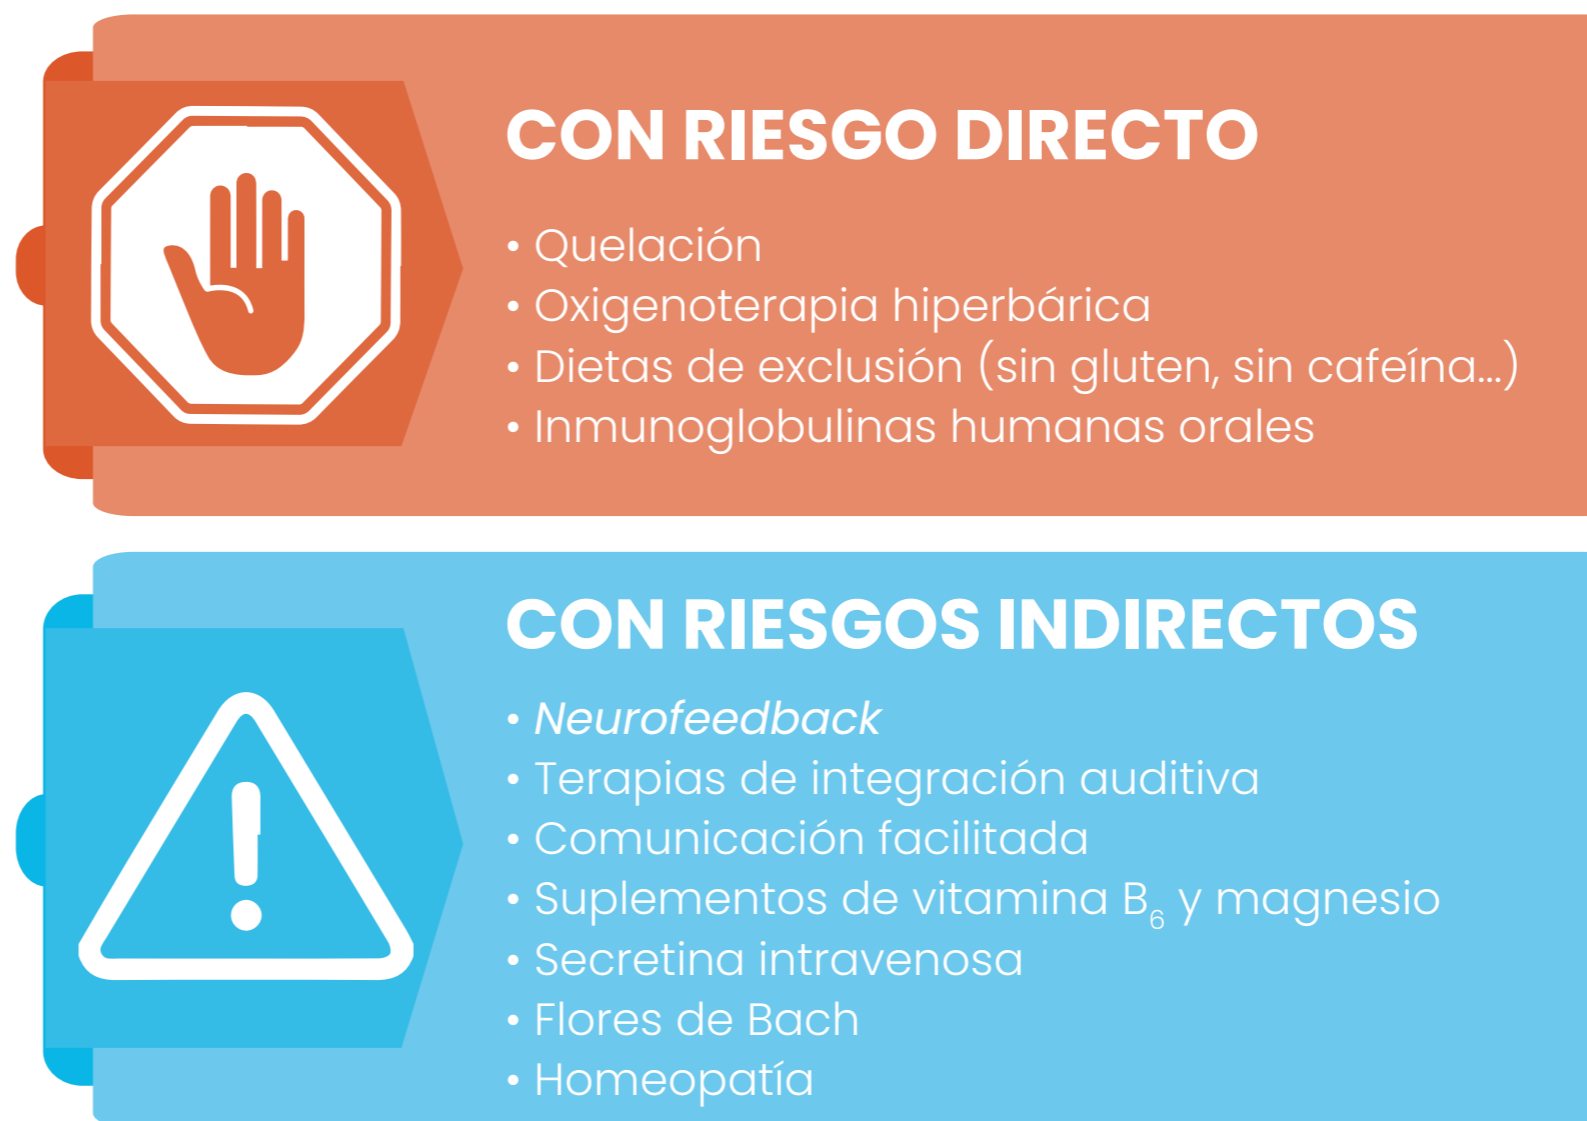 CON RIESGO DIRECTO
• Quelación
• Oxigenoterapia hiperbárica
• Dietas de exclusión (sin gluten, sin cafeína...)
• Inmunoglobulinas humanas orales
CON RIESGOS INDIRECTOS
• Neurofeedback
• Terapias de integración auditiva
• Comunicación facilitada
• Suplementos de vitamina B₆ y magnesio
• Secretina intravenosa
• Flores de Bach
• Homeopatía